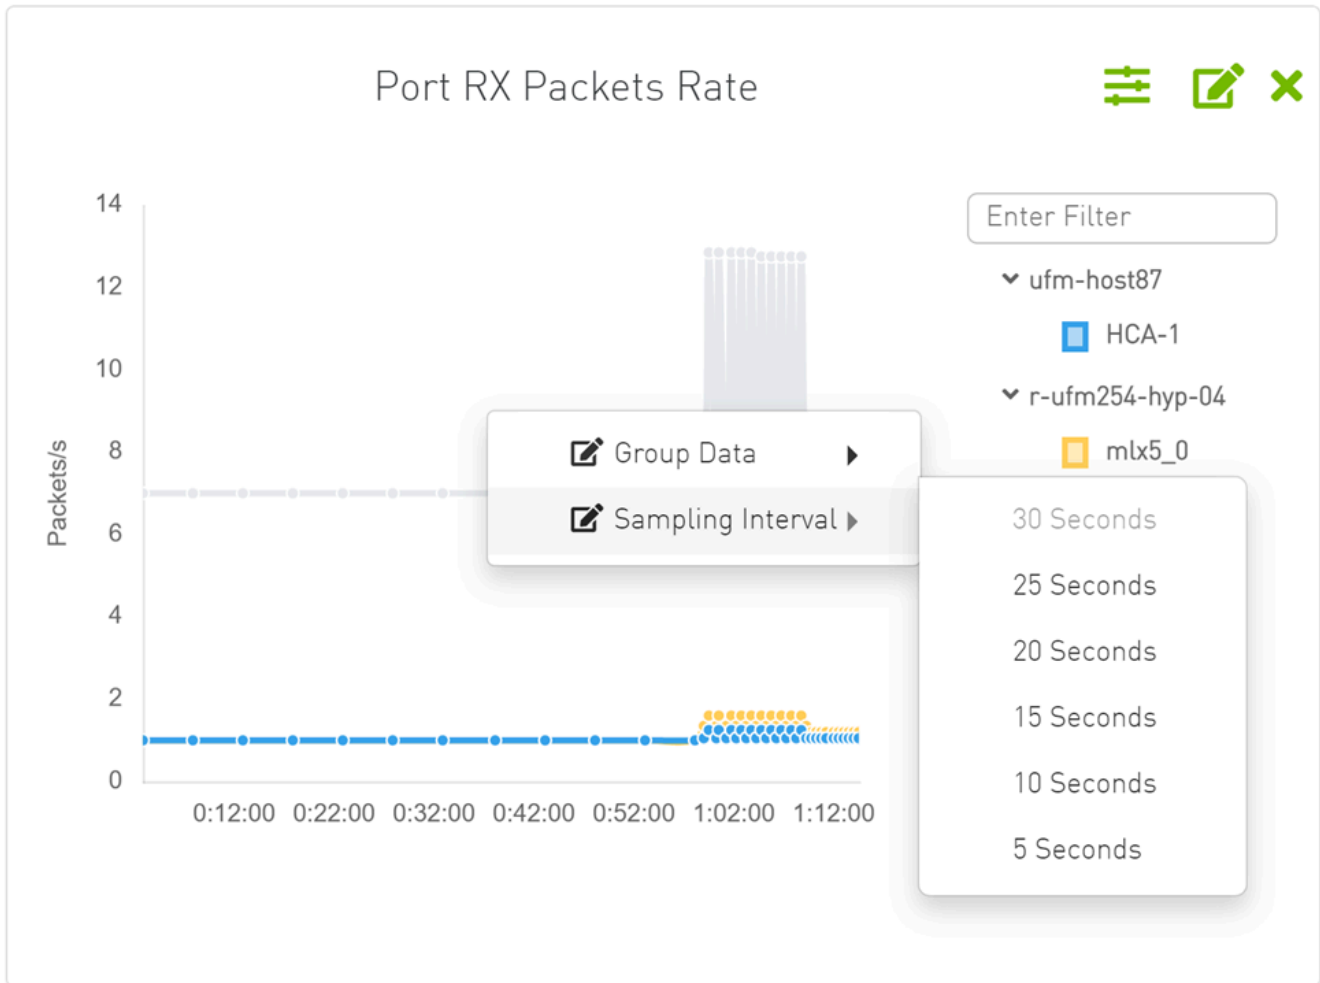 Port RX Packets Rate
14
12
10
8
6
4
2
0
Packets/s
0:12:00 0:22:00 0:32:00 0:42:00 0:52:00 1:02:00 1:12:00
Enter Filter
ufm-host87
HCA-1
r-ufm254-hyp-04
mlx5_0
Group Data
Sampling Interval
30 Seconds
25 Seconds
20 Seconds
15 Seconds
10 Seconds
5 Seconds